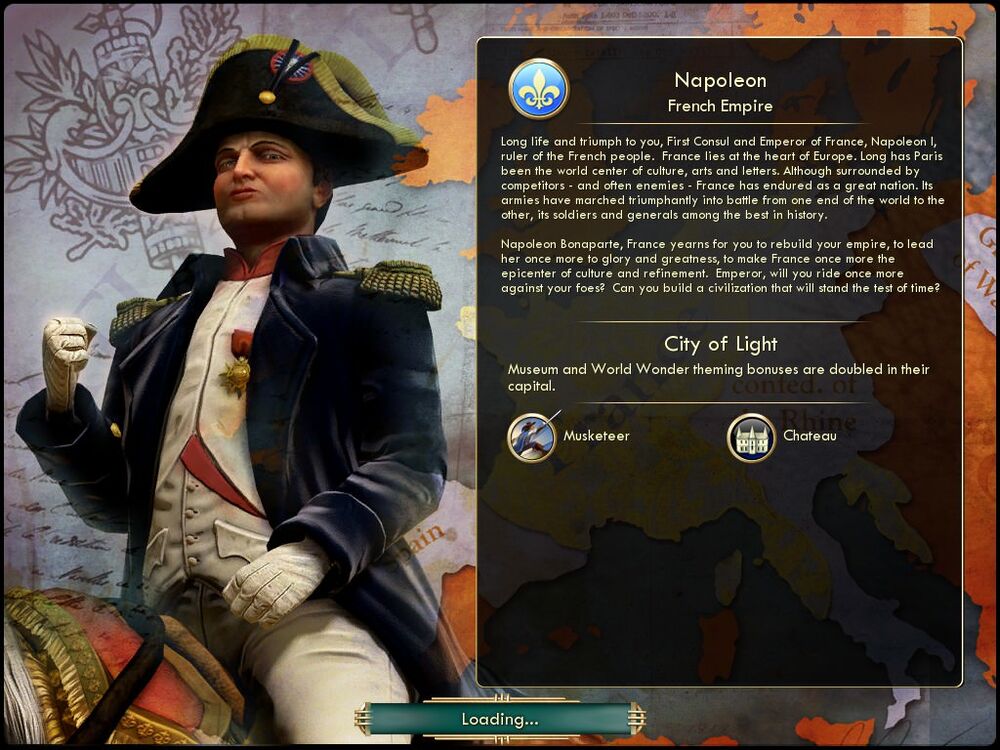 Napoleon
French Empire
Long life and triumph to you, First Consul and Emperor of France, Napoleon I,
ruler of the French people. France lies at the heart of Europe. Long has Paris
been the world center of culture, arts and letters. Although surrounded by
competitors - and often enemies - France has endured as a great nation. Its
armies have marched triumphantly into battle from one end of the world to the
other, its soldiers and generals among the best in history.
Napoleon Bonaparte, France yearns for you to rebuild your empire, to lead
her once more to glory and greatness, to make France once more the
epicenter of culture and refinement. Emperor, will you ride once more
against your foes? Can you build a civilization that will stand the test of time?
City of Light
Museum and World Wonder theming bonuses are doubled in their
capital.
confed. of
Rhine
Musketeer
Chateau
Loading...